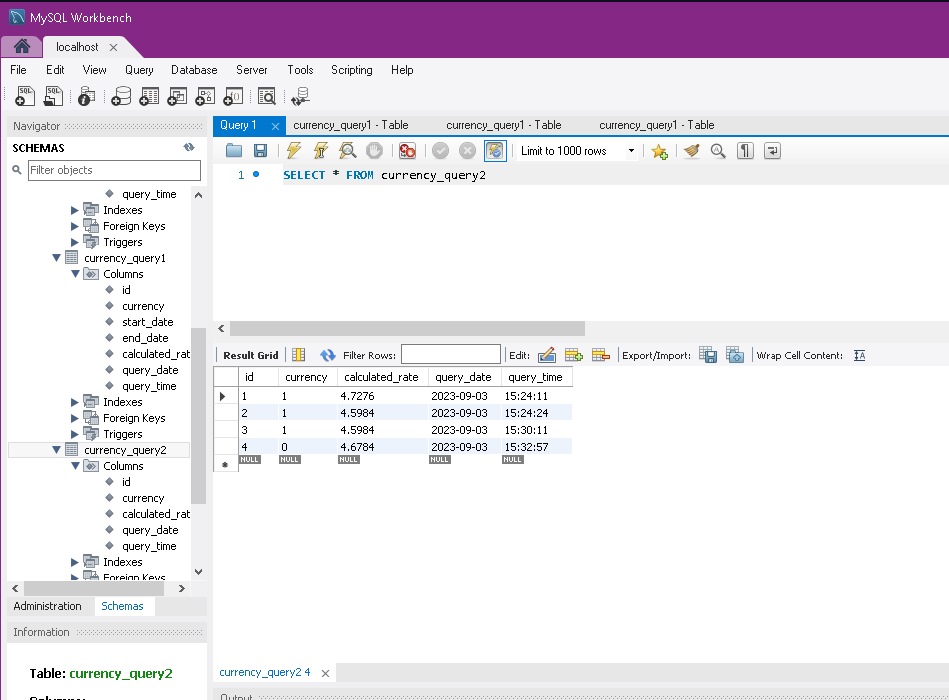 MySQL Workbench
localhost
File Edit View Query Database Server Tools Scripting Help
Navigator
SCHEMAS
Filter objects
query_time
Indexes
Foreign Keys
Triggers
currency_query1
Columns
id
currency
start_date
end_date
calculated_rat
query_date
query_time
Indexes
Foreign Keys
Triggers
currency_query2
Columns
id
currency
calculated_rat
query_date
query_time
Indexes
Foreign Keys
Administration Schemas
Information
Table: currency_query2
Columns:
Query 1 currency_query1 - Table currency_query1 - Table currency_query1 - Table
Limit to 1000 rows
1 SELECT * FROM currency_query2
Result Grid Filter Rows: Edit: Export/Import: Wrap Cell Content: IA
id currency calculated_rate query_date query_time
1 1 4.7276 2023-09-03 15:24:11
2 1 4.5984 2023-09-03 15:24:24
3 1 4.5984 2023-09-03 15:30:11
4 0 4.6784 2023-09-03 15:32:57
NULL NULL NULL NULL NULL
currency_query2 4
Output